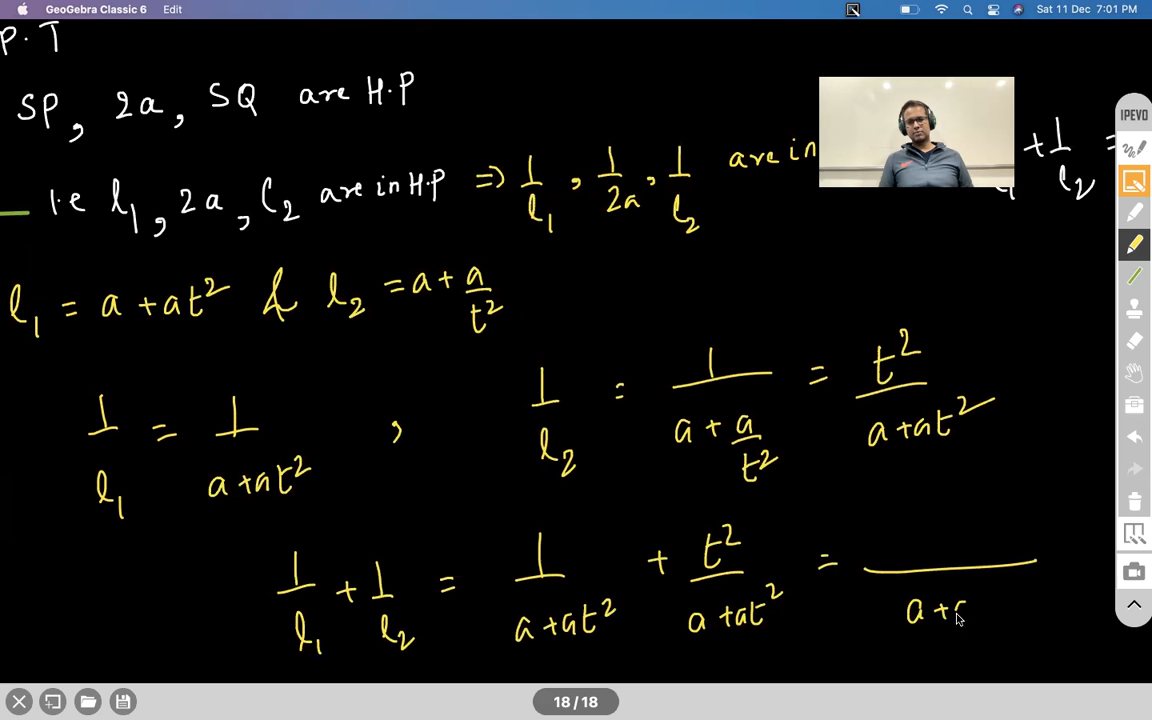 GeoGebra Classic 6 Edit Sat 11 Dec 7:01 PM
P.T
SP, 2a, SQ are H.P
IPEVO
i.e l₁, 2a, l₂ are in H.P => 1/l₁, 1/2a, 1/l₂ are in + 1/l₂ =
l₁ = a + at² & l₂ = a + a/t²
1/l₁ = 1/(a+at²) , 1/l₂ = 1/(a + a/t²) = t²/(a+at²)
1/l₁ + 1/l₂ = 1/(a+at²) + t²/(a+at²) = /(a+
18/18